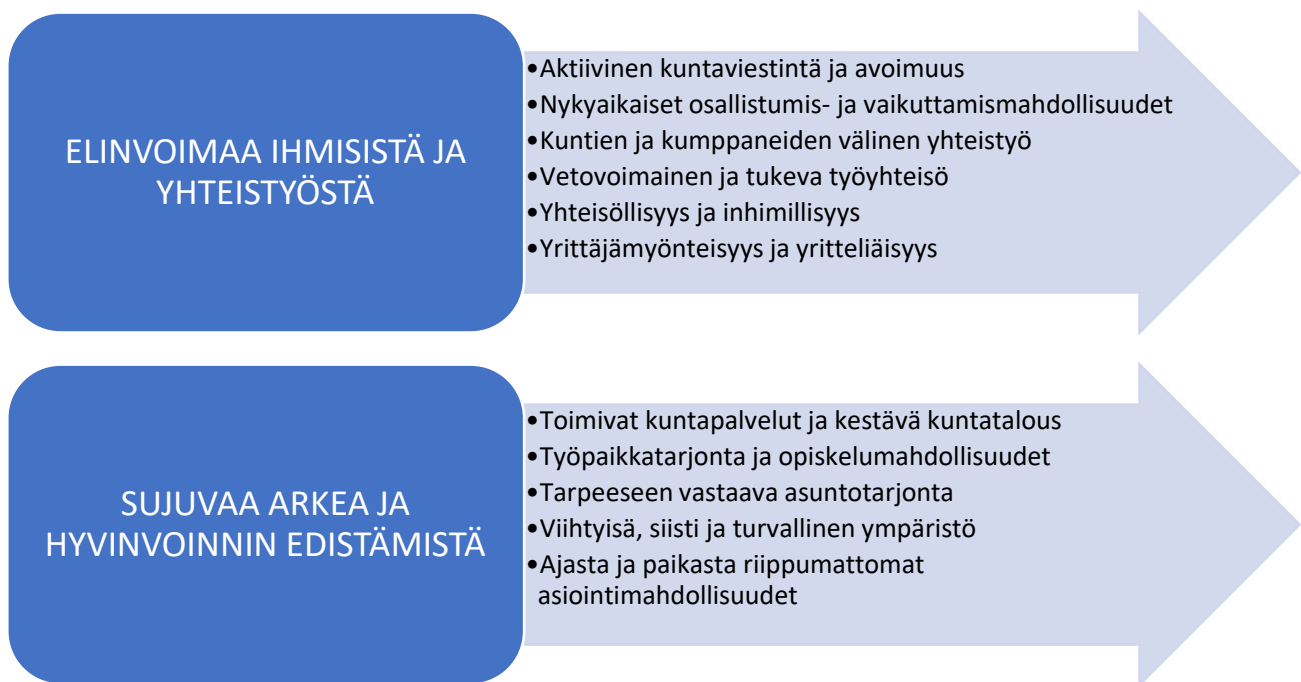 ELINVOIMAA IHMISISTÄ JA
YHTEISTYÖSTÄ
•Aktiivinen kuntaviestintä ja avoimuus
•Nykyaikaiset osallistumis- ja vaikuttamismahdollisuudet
•Kuntien ja kumppaneiden välinen yhteistyö
•Vetovoimainen ja tukeva työyhteisö
•Yhteisöllisyys ja inhimillisyys
•Yrittäjämyönteisyys ja yritteliäisyys
SUJUVAA ARKEA JA
HYVINVOINNIN EDISTÄMISTÄ
•Toimivat kuntapalvelut ja kestävä kuntatalous
•Työpaikkatarjonta ja opiskelumahdollisuudet
•Tarpeeseen vastaava asuntotarjonta
•Viihtyisä, siisti ja turvallinen ympäristö
•Ajasta ja paikasta riippumattomat
asiointimahdollisuudet